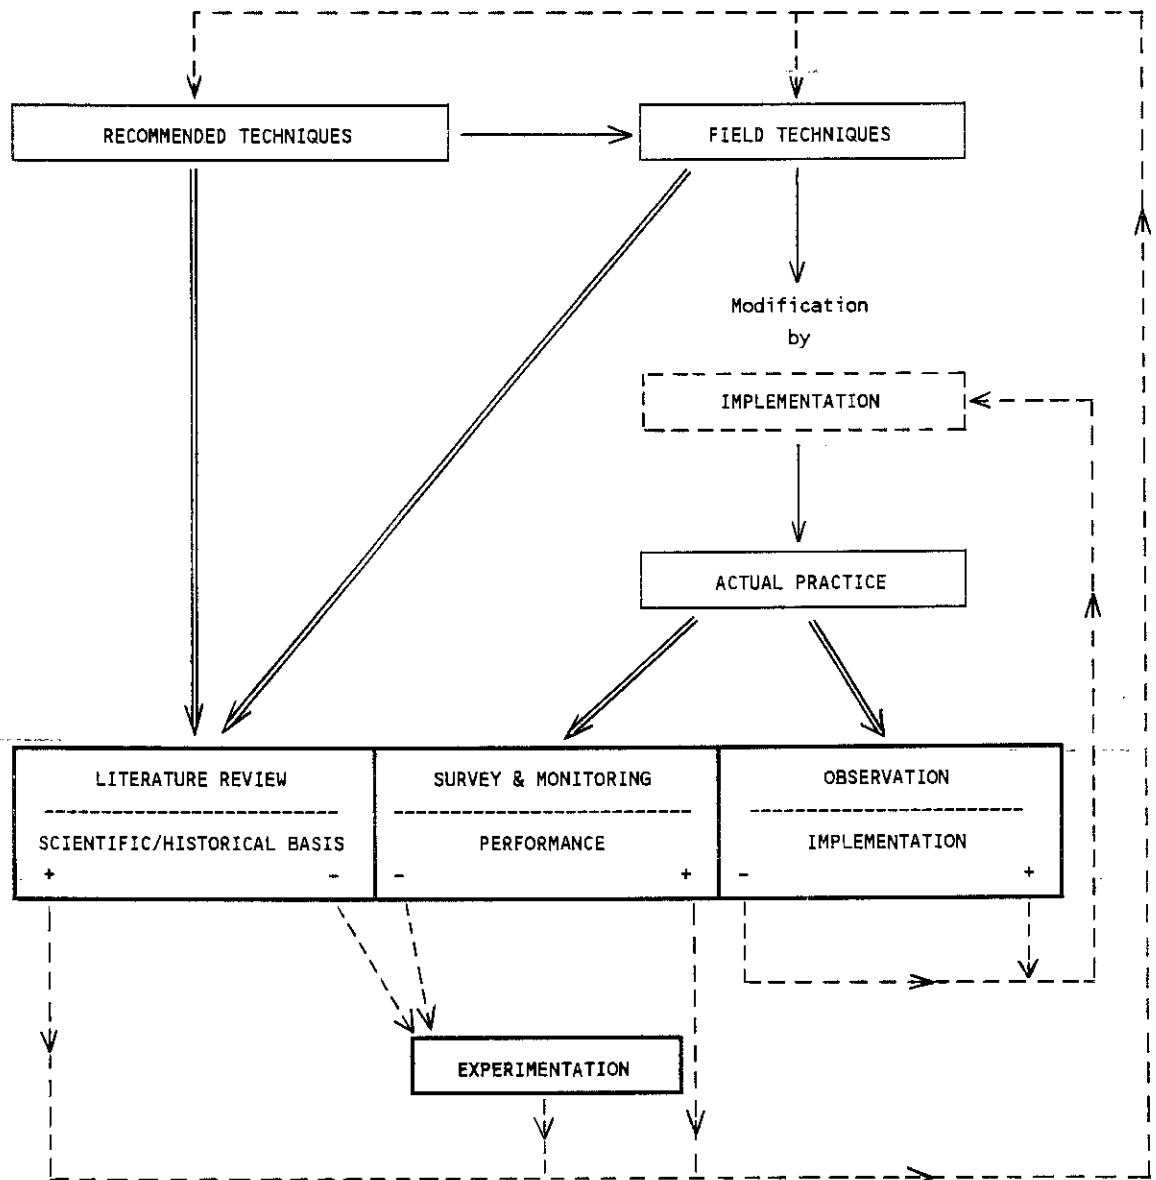 RECOMMENDED TECHNIQUES
FIELD TECHNIQUES
Modification
by
IMPLEMENTATION
ACTUAL PRACTICE
LITERATURE REVIEW
SCIENTIFIC/HISTORICAL BASIS
+ -
SURVEY & MONITORING
PERFORMANCE
- +
OBSERVATION
IMPLEMENTATION
- +
EXPERIMENTATION